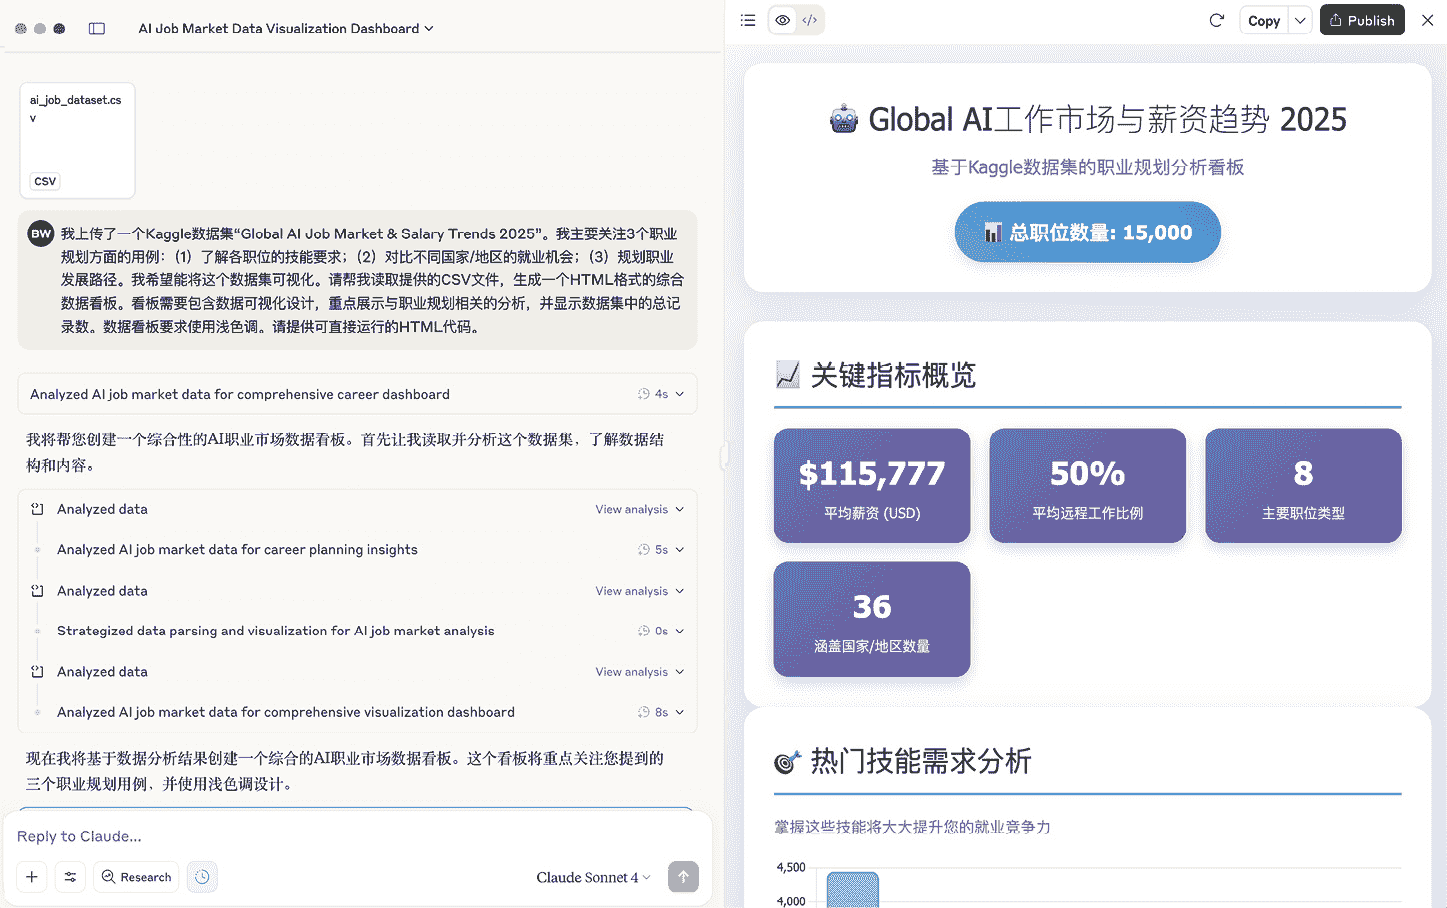 AI Job Market Data Visualization Dashboard
ai_job_dataset.cs
v
CSV
BW
我上传了一个Kaggle数据集“Global AI Job Market & Salary Trends 2025”。我主要关注3个职业
规划方面的用例：（1）了解各职位的技能要求；（2）对比不同国家/地区的就业机会；（3）规划职业
发展路径。我希望能将这个数据集可视化。请帮我读取提供的CSV文件，生成一个HTML格式的综合
数据看板。看板需要包含数据可视化设计，重点展示与职业规划相关的分析，并显示数据集中的总记
录数。数据看板要求使用浅色调。请提供可直接运行的HTML代码。
Analyzed AI job market data for comprehensive career dashboard
4s
我将帮您创建一个综合性的AI职业市场数据看板。首先让我读取并分析这个数据集，了解数据结
构和内容。
Analyzed data
View analysis
Analyzed AI job market data for career planning insights
5s
Analyzed data
View analysis
Strategized data parsing and visualization for AI job market analysis
0s
Analyzed data
View analysis
Analyzed AI job market data for comprehensive visualization dashboard
8s
现在我将基于数据分析结果创建一个综合的AI职业市场数据看板。这个看板将重点关注您提到的
三个职业规划用例，并使用浅色调设计。
Reply to Claude...
Research
Claude Sonnet 4
Copy
Publish
Global AI工作市场与薪资趋势 2025
基于Kaggle数据集的职业规划分析看板
总职位数量: 15,000
关键指标概览
$115,777
平均薪资 (USD)
50%
平均远程工作比例
8
主要职位类型
36
涵盖国家/地区数量
热门技能需求分析
掌握这些技能将大大提升您的就业竞争力
4,500
4,000